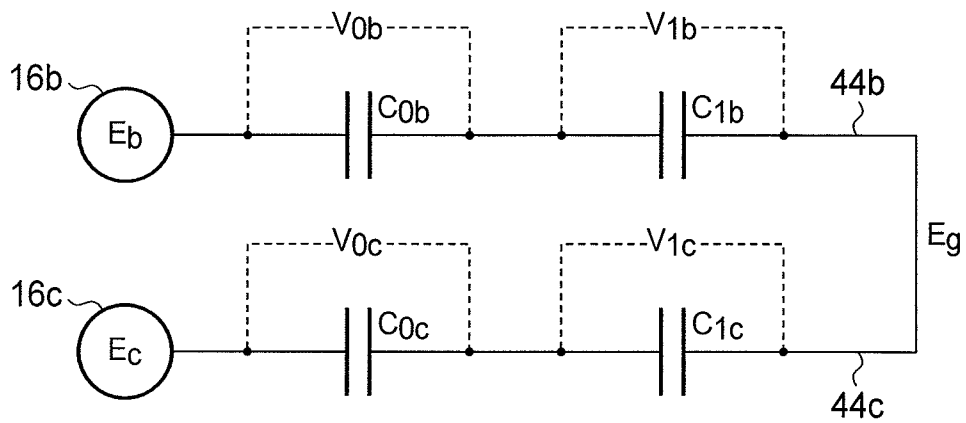 V0b V1b
16b 44b
Eb C0b C1b
Eg
V0c V1c
16c
Ec C0c C1c
44c